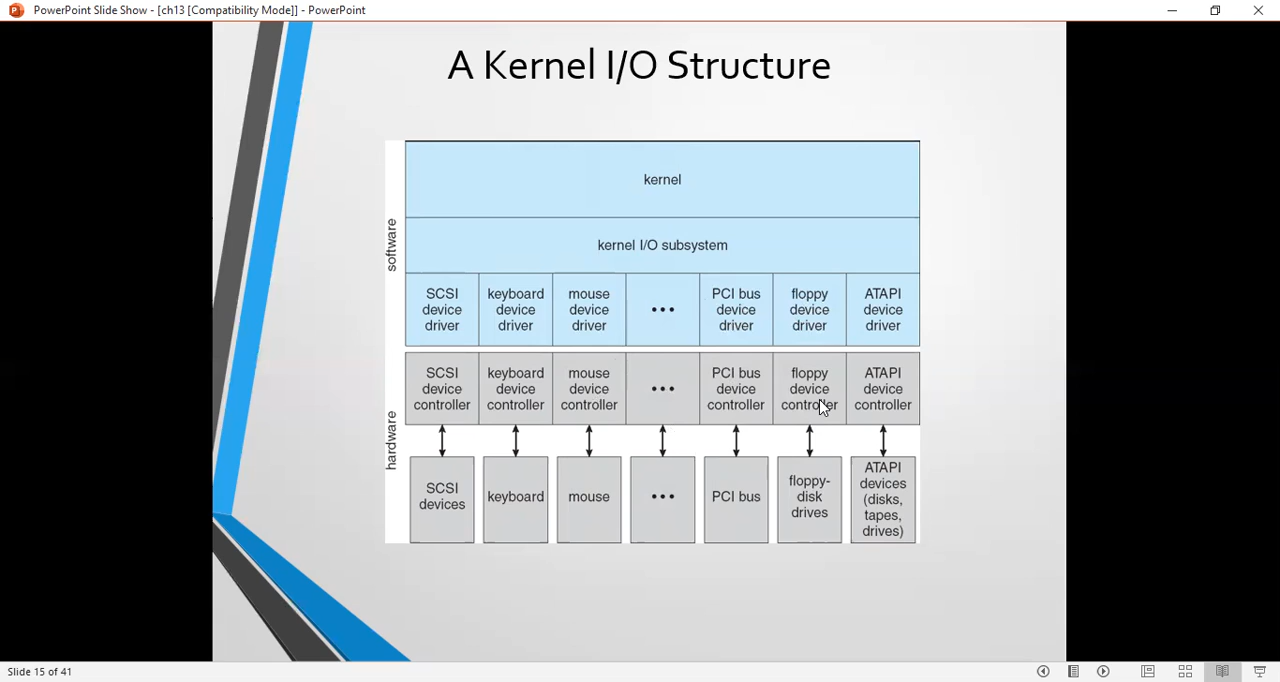 PowerPoint Slide Show - [ch13 [Compatibility Mode]] - PowerPoint
A Kernel I/O Structure
software
kernel
kernel I/O subsystem
SCSI
device
driver
keyboard
device
driver
mouse
device
driver
•••
PCI bus
device
driver
floppy
device
driver
ATAPI
device
driver
hardware
SCSI
device
controller
keyboard
device
controller
mouse
device
controller
•••
PCI bus
device
controller
floppy
device
controller
ATAPI
device
controller
SCSI
devices
keyboard
mouse
•••
PCI bus
floppy-
disk
drives
ATAPI
devices
(disks,
tapes,
drives)
Slide 15 of 41